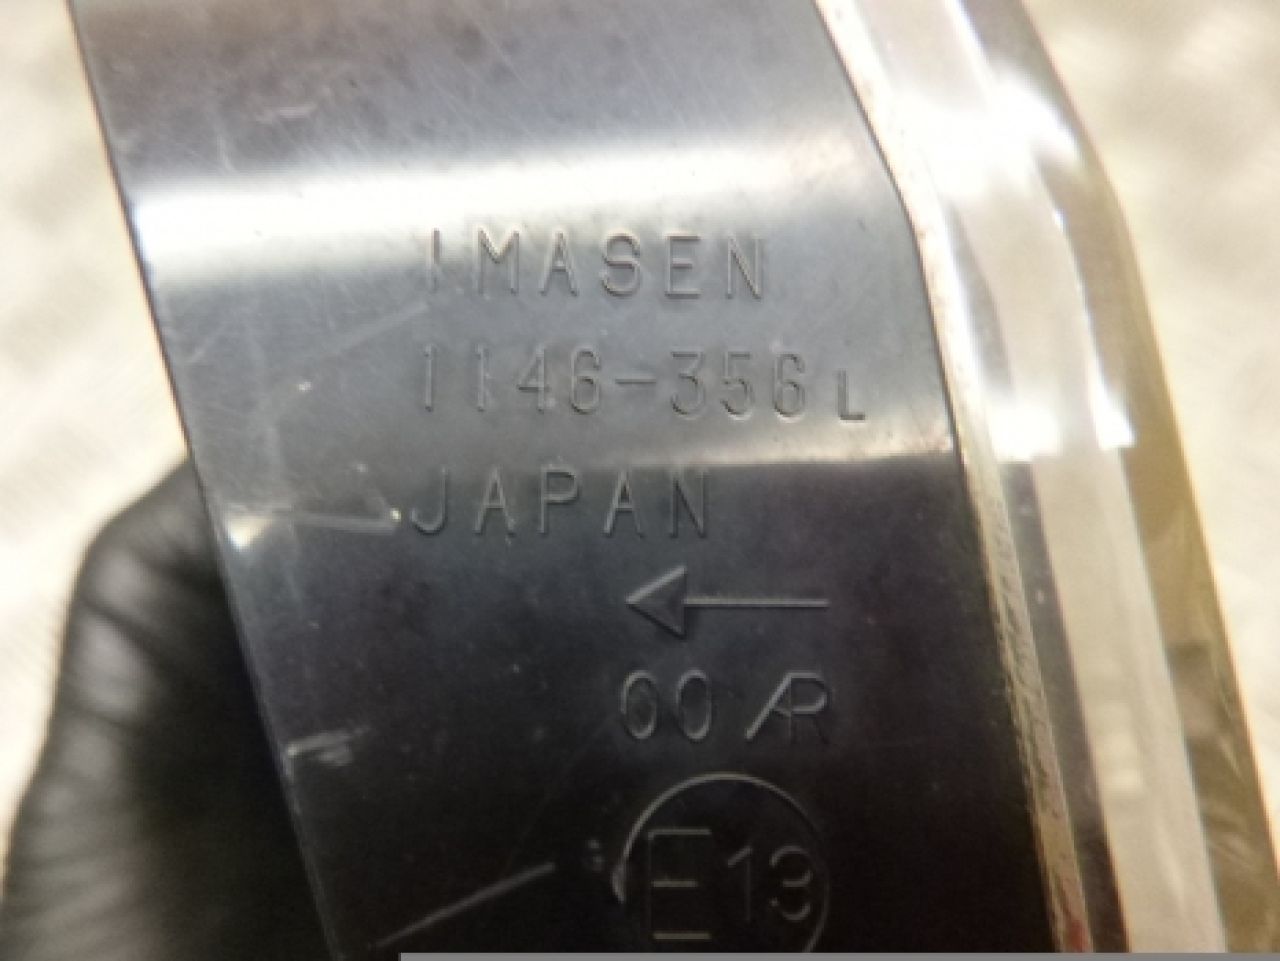 IMASEN
1146-356L
JAPAN
←
00 AR
E13